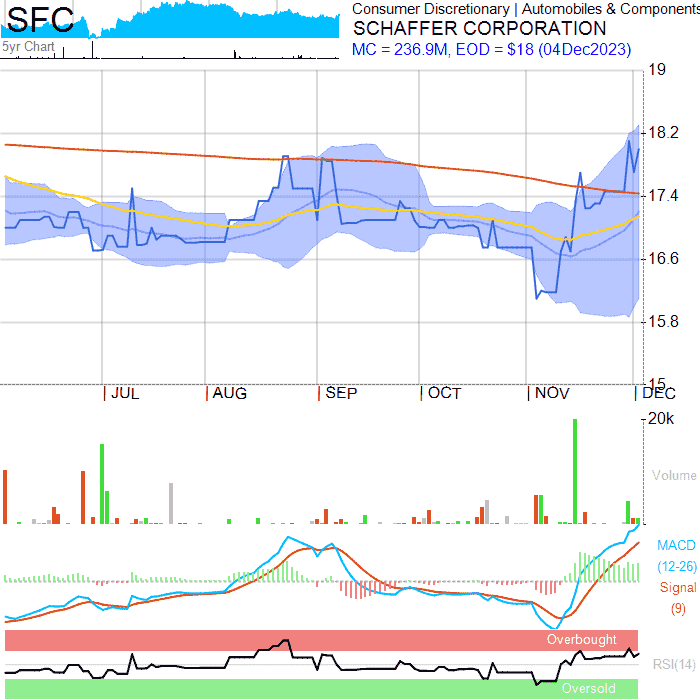 SFC
5yr Chart
Consumer Discretionary | Automobiles & Components
SCHAFFER CORPORATION
MC = 236.9M, EOD = $18 (04Dec2023)
19
18.2
17.4
16.6
15.8
15
JUL AUG SEP OCT NOV DEC
20k
Volume
MACD
(12-26)
Signal
(9)
Overbought
RSI(14)
Oversold